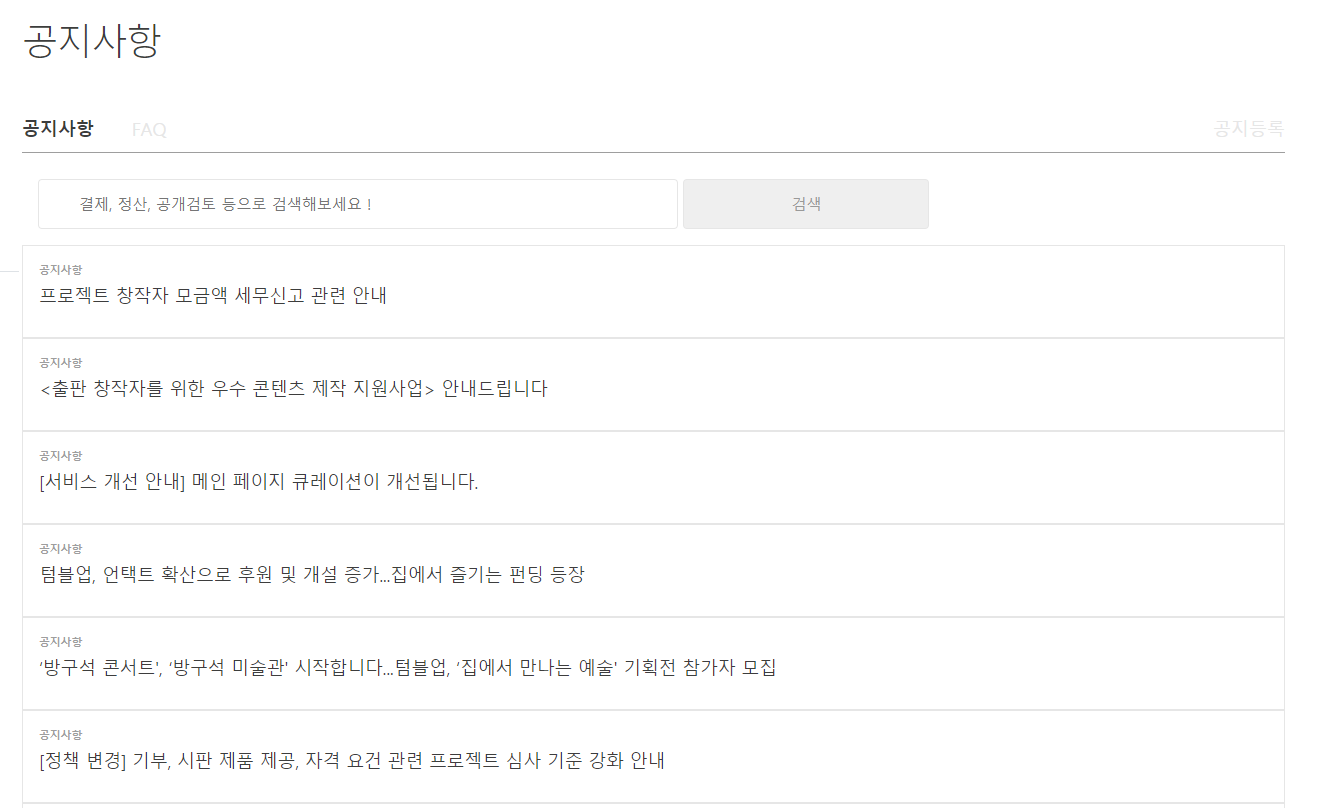 공지사항
공지사항 FAQ 공지등록
결제, 정산, 공개검토 등으로 검색해보세요 ! 검색
공지사항
프로젝트 창작자 모금액 세무신고 관련 안내
공지사항
<출판 창작자를 위한 우수 콘텐츠 제작 지원사업> 안내드립니다
공지사항
[서비스 개선 안내] 메인 페이지 큐레이션이 개선됩니다.
공지사항
텀블업, 언택트 확산으로 후원 및 개설 증가...집에서 즐기는 펀딩 등장
공지사항
‘방구석 콘서트', ‘방구석 미술관' 시작합니다...텀블업, ‘집에서 만나는 예술' 기획전 참가자 모집
공지사항
[정책 변경] 기부, 시판 제품 제공, 자격 요건 관련 프로젝트 심사 기준 강화 안내